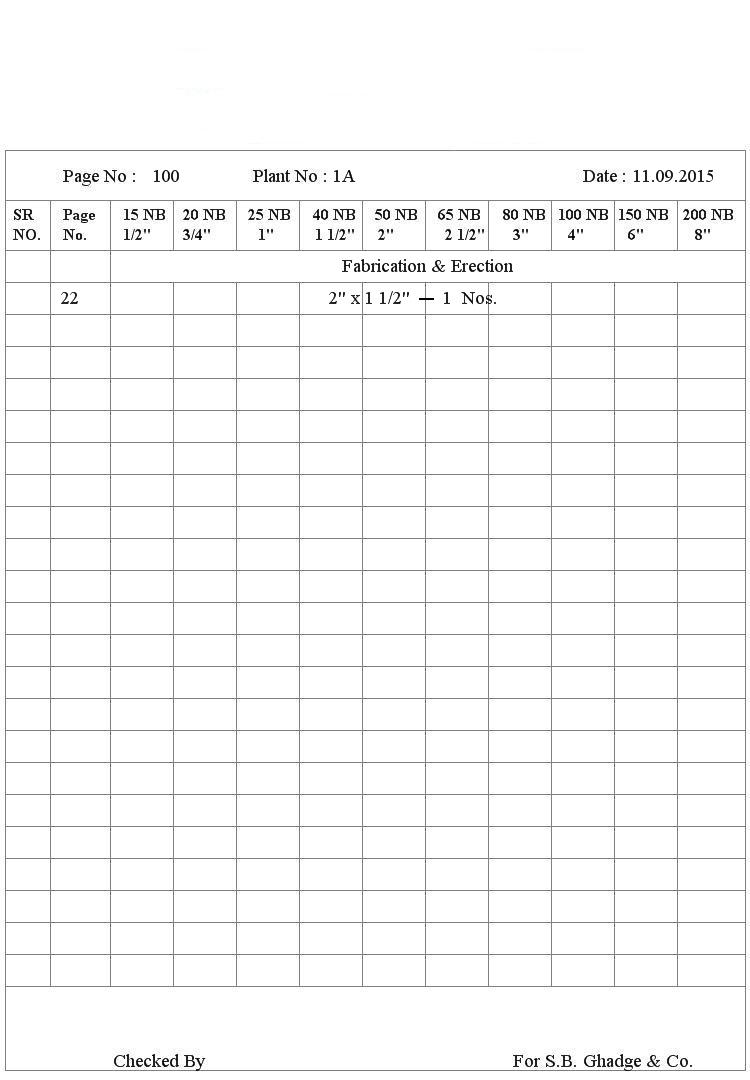 Page No : 100 Plant No : 1A Date : 11.09.2015
SR Page 15 NB 20 NB 25 NB 40 NB 50 NB 65 NB 80 NB 100 NB 150 NB 200 NB
NO. No. 1/2" 3/4" 1" 1 1/2" 2" 2 1/2" 3" 4" 6" 8"
Fabrication & Erection
22 2" x 1 1/2" — 1 Nos.
Checked By For S.B. Ghadge & Co.